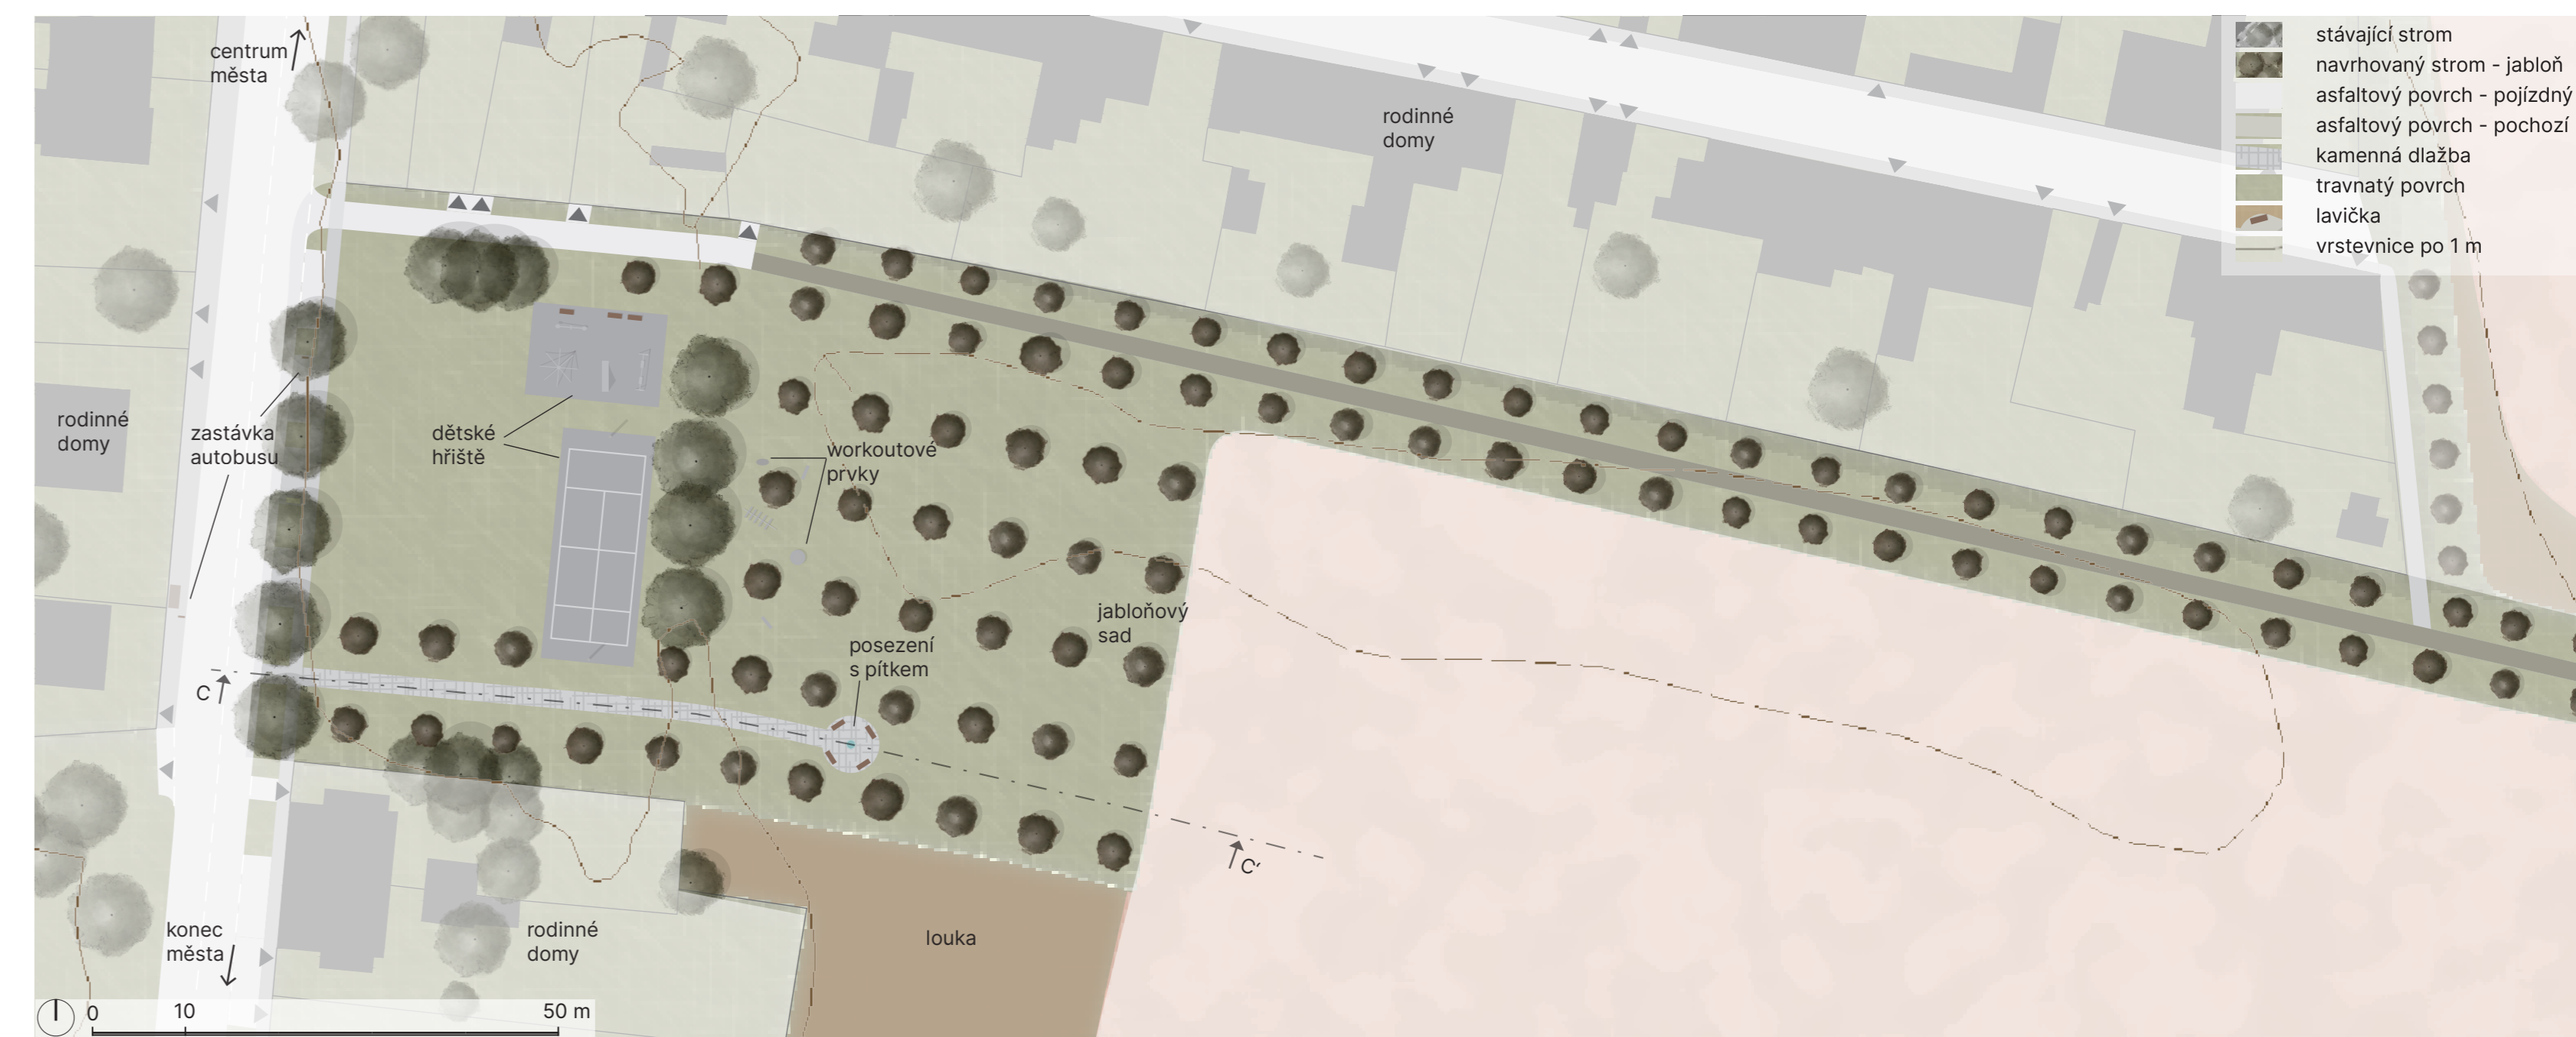 centrum
města
rodinné
domy
stávající strom
navrhovaný strom - jabloň
asfaltový povrch - pojízdný
asfaltový povrch - pochozí
kamenná dlažba
travnatý povrch
lavička
vrstevnice po 1 m
rodinné
domy
zastávka
autobusu
dětské
hřiště
workoutové
prvky
jabloňový
sad
posezení
s pítkem
C
C′
konec
města
rodinné
domy
louka
0 10 50 m